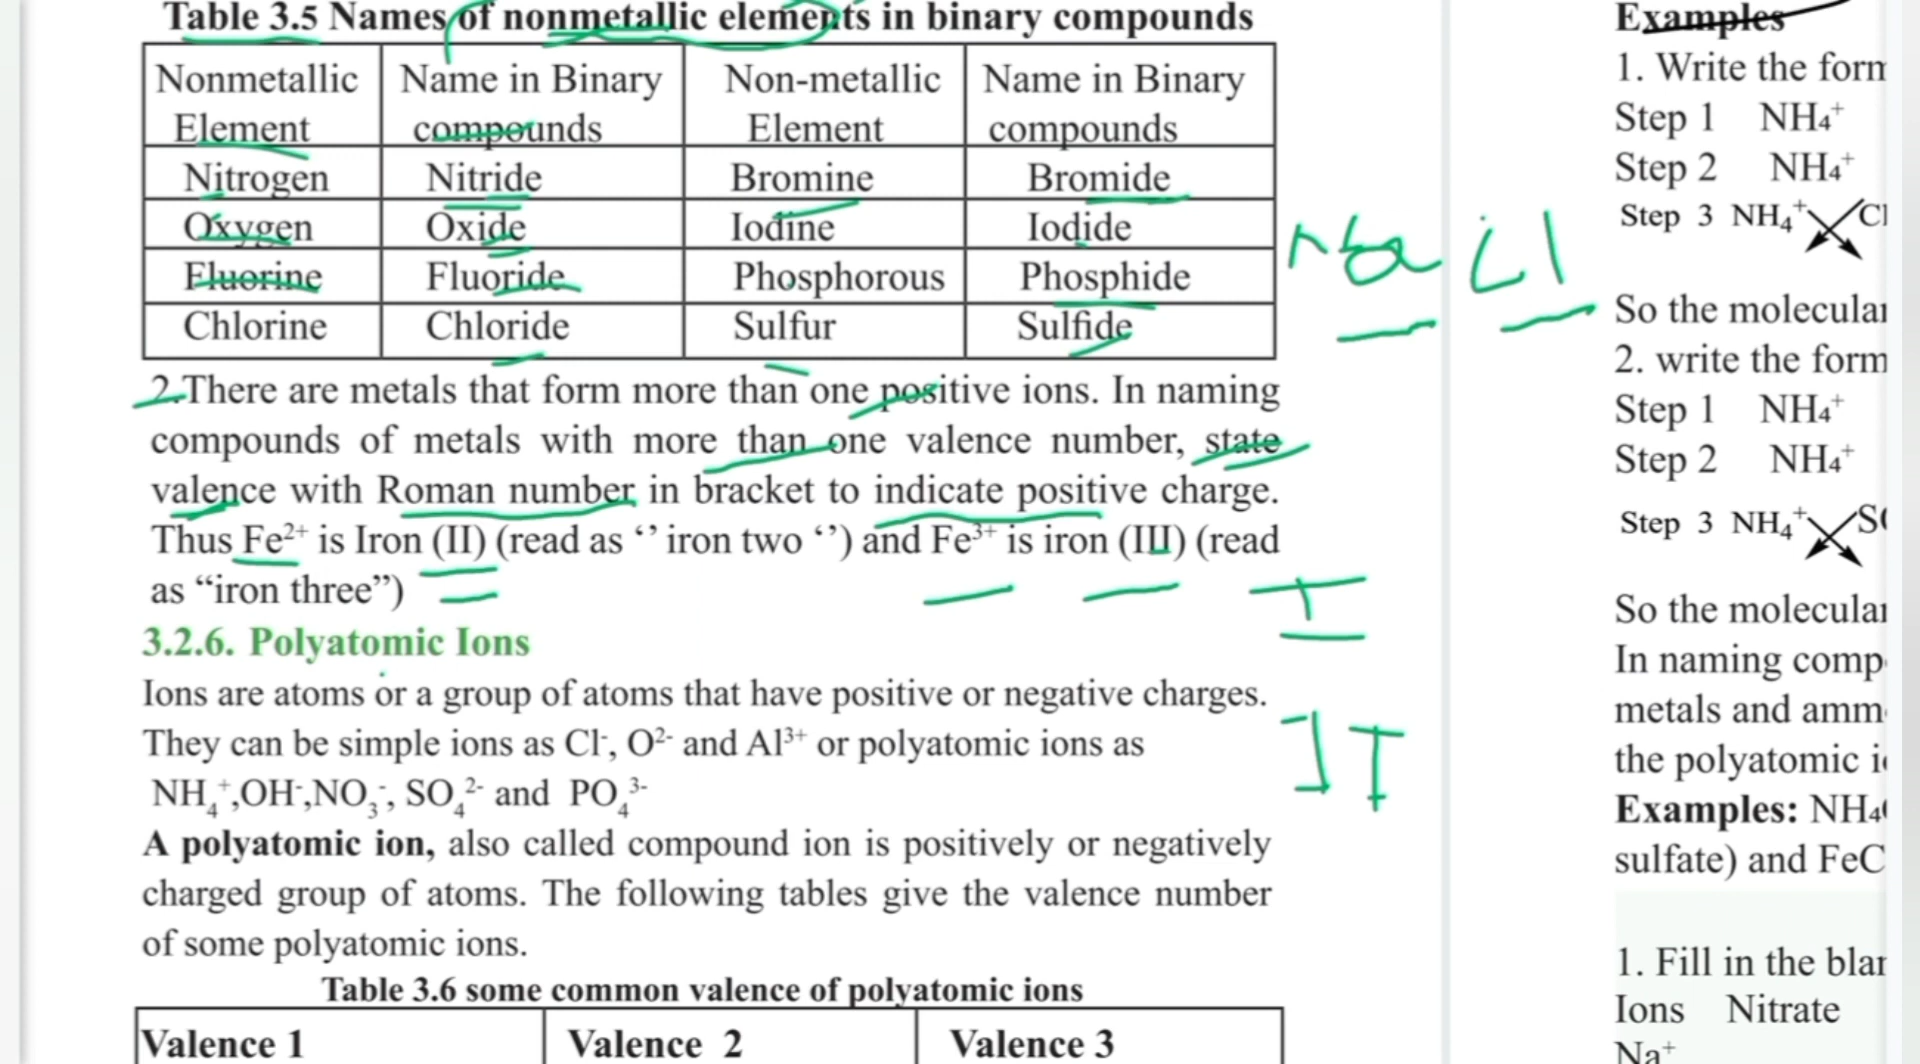 Table 3.5 Names of nonmetallic elements in binary compounds
Nonmetallic Element | Name in Binary compounds | Non-metallic Element | Name in Binary compounds
Nitrogen | Nitride | Bromine | Bromide
Oxygen | Oxide | Iodine | Iodide
Fluorine | Fluoride | Phosphorous | Phosphide
Chlorine | Chloride | Sulfur | Sulfide
2.There are metals that form more than one positive ions. In naming
compounds of metals with more than one valence number, state
valence with Roman number in bracket to indicate positive charge.
Thus Fe²⁺ is Iron (II) (read as ‘’ iron two ‘’) and Fe³⁺ is iron (III) (read
as “iron three”)
3.2.6. Polyatomic Ions
Ions are atoms or a group of atoms that have positive or negative charges.
They can be simple ions as Cl⁻, O²⁻ and Al³⁺ or polyatomic ions as
NH₄⁺,OH⁻,NO₃⁻, SO₄²⁻ and PO₄³⁻
A polyatomic ion, also called compound ion is positively or negatively
charged group of atoms. The following tables give the valence number
of some polyatomic ions.
Table 3.6 some common valence of polyatomic ions
Valence 1 | Valence 2 | Valence 3
Na Cl
Examples
1. Write the form
Step 1 NH₄⁺
Step 2 NH₄⁺
Step 3 NH₄⁺ Cl
So the molecular
2. write the form
Step 1 NH₄⁺
Step 2 NH₄⁺
Step 3 NH₄⁺ S
So the molecular
In naming comp
metals and amm
the polyatomic i
Examples: NH₄
sulfate) and FeC
1. Fill in the blan
Ions Nitrate
Na⁺